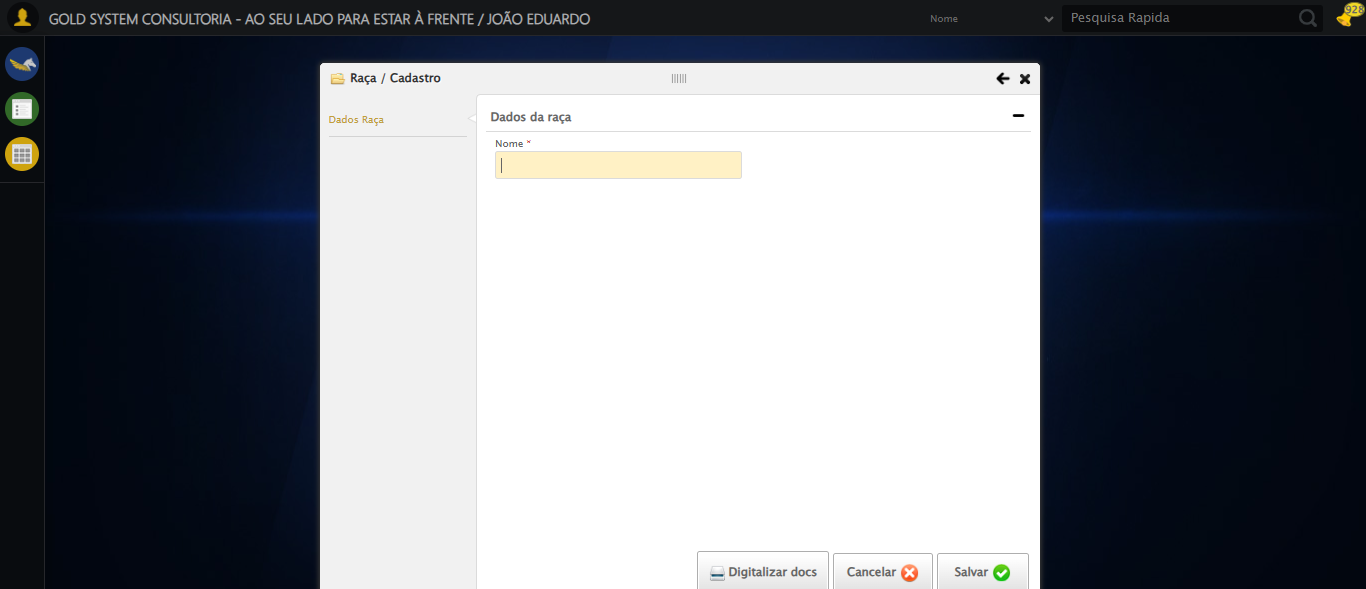 GOLD SYSTEM CONSULTORIA - AO SEU LADO PARA ESTAR À FRENTE / JOÃO EDUARDO
Nome
Pesquisa Rapida
928
Raça / Cadastro
Dados Raça
Dados da raça
Nome *
Digitalizar docs
Cancelar
Salvar